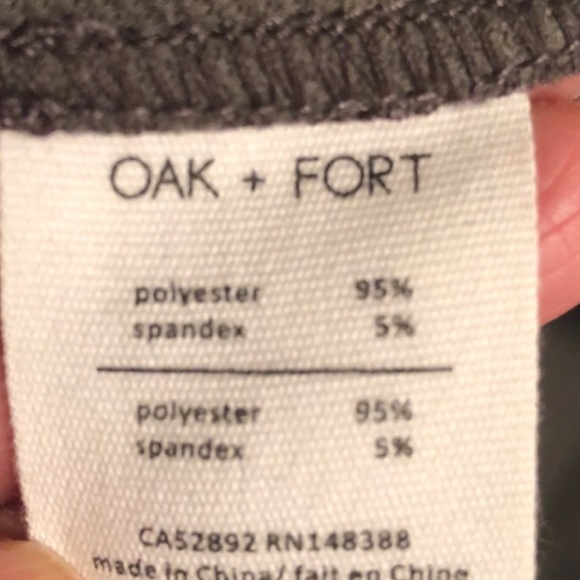 OAK + FORT
polyester 95%
spandex 5%
polyester 95%
spandex 5%
CA52892 RN148388
made in China/ fait en Chine